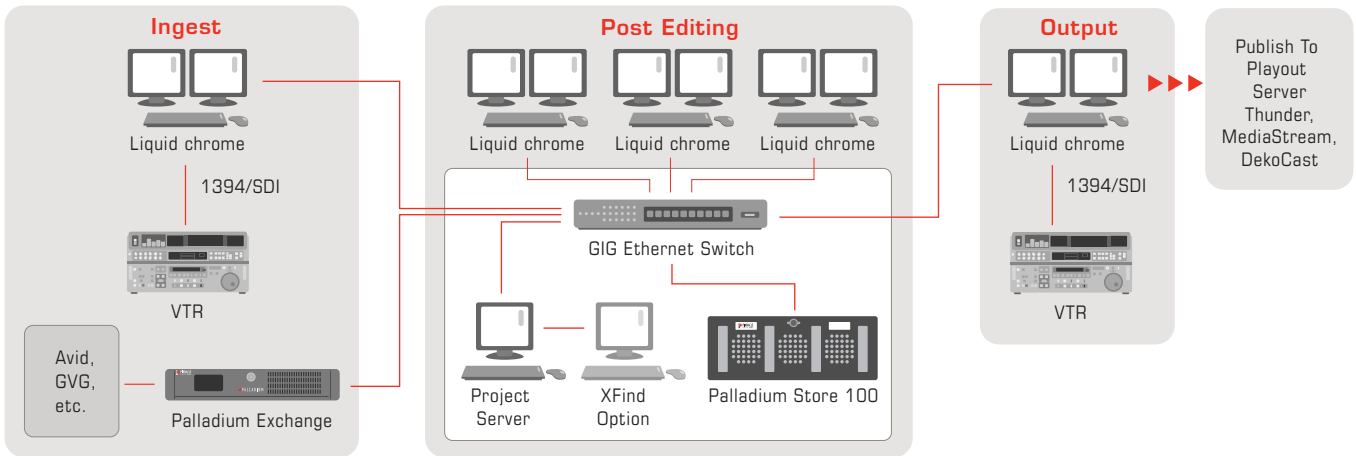 Ingest
Liquid chrome
1394/SDI
VTR
Avid,
GVG,
etc.
PALLADIUM
Palladium Exchange
Post Editing
Liquid chrome
Liquid chrome
Liquid chrome
GIG Ethernet Switch
Project
Server
XFind
Option
Palladium Store 100
Output
Liquid chrome
1394/SDI
VTR
Publish To
Playout
Server
Thunder,
MediaStream,
DekoCast